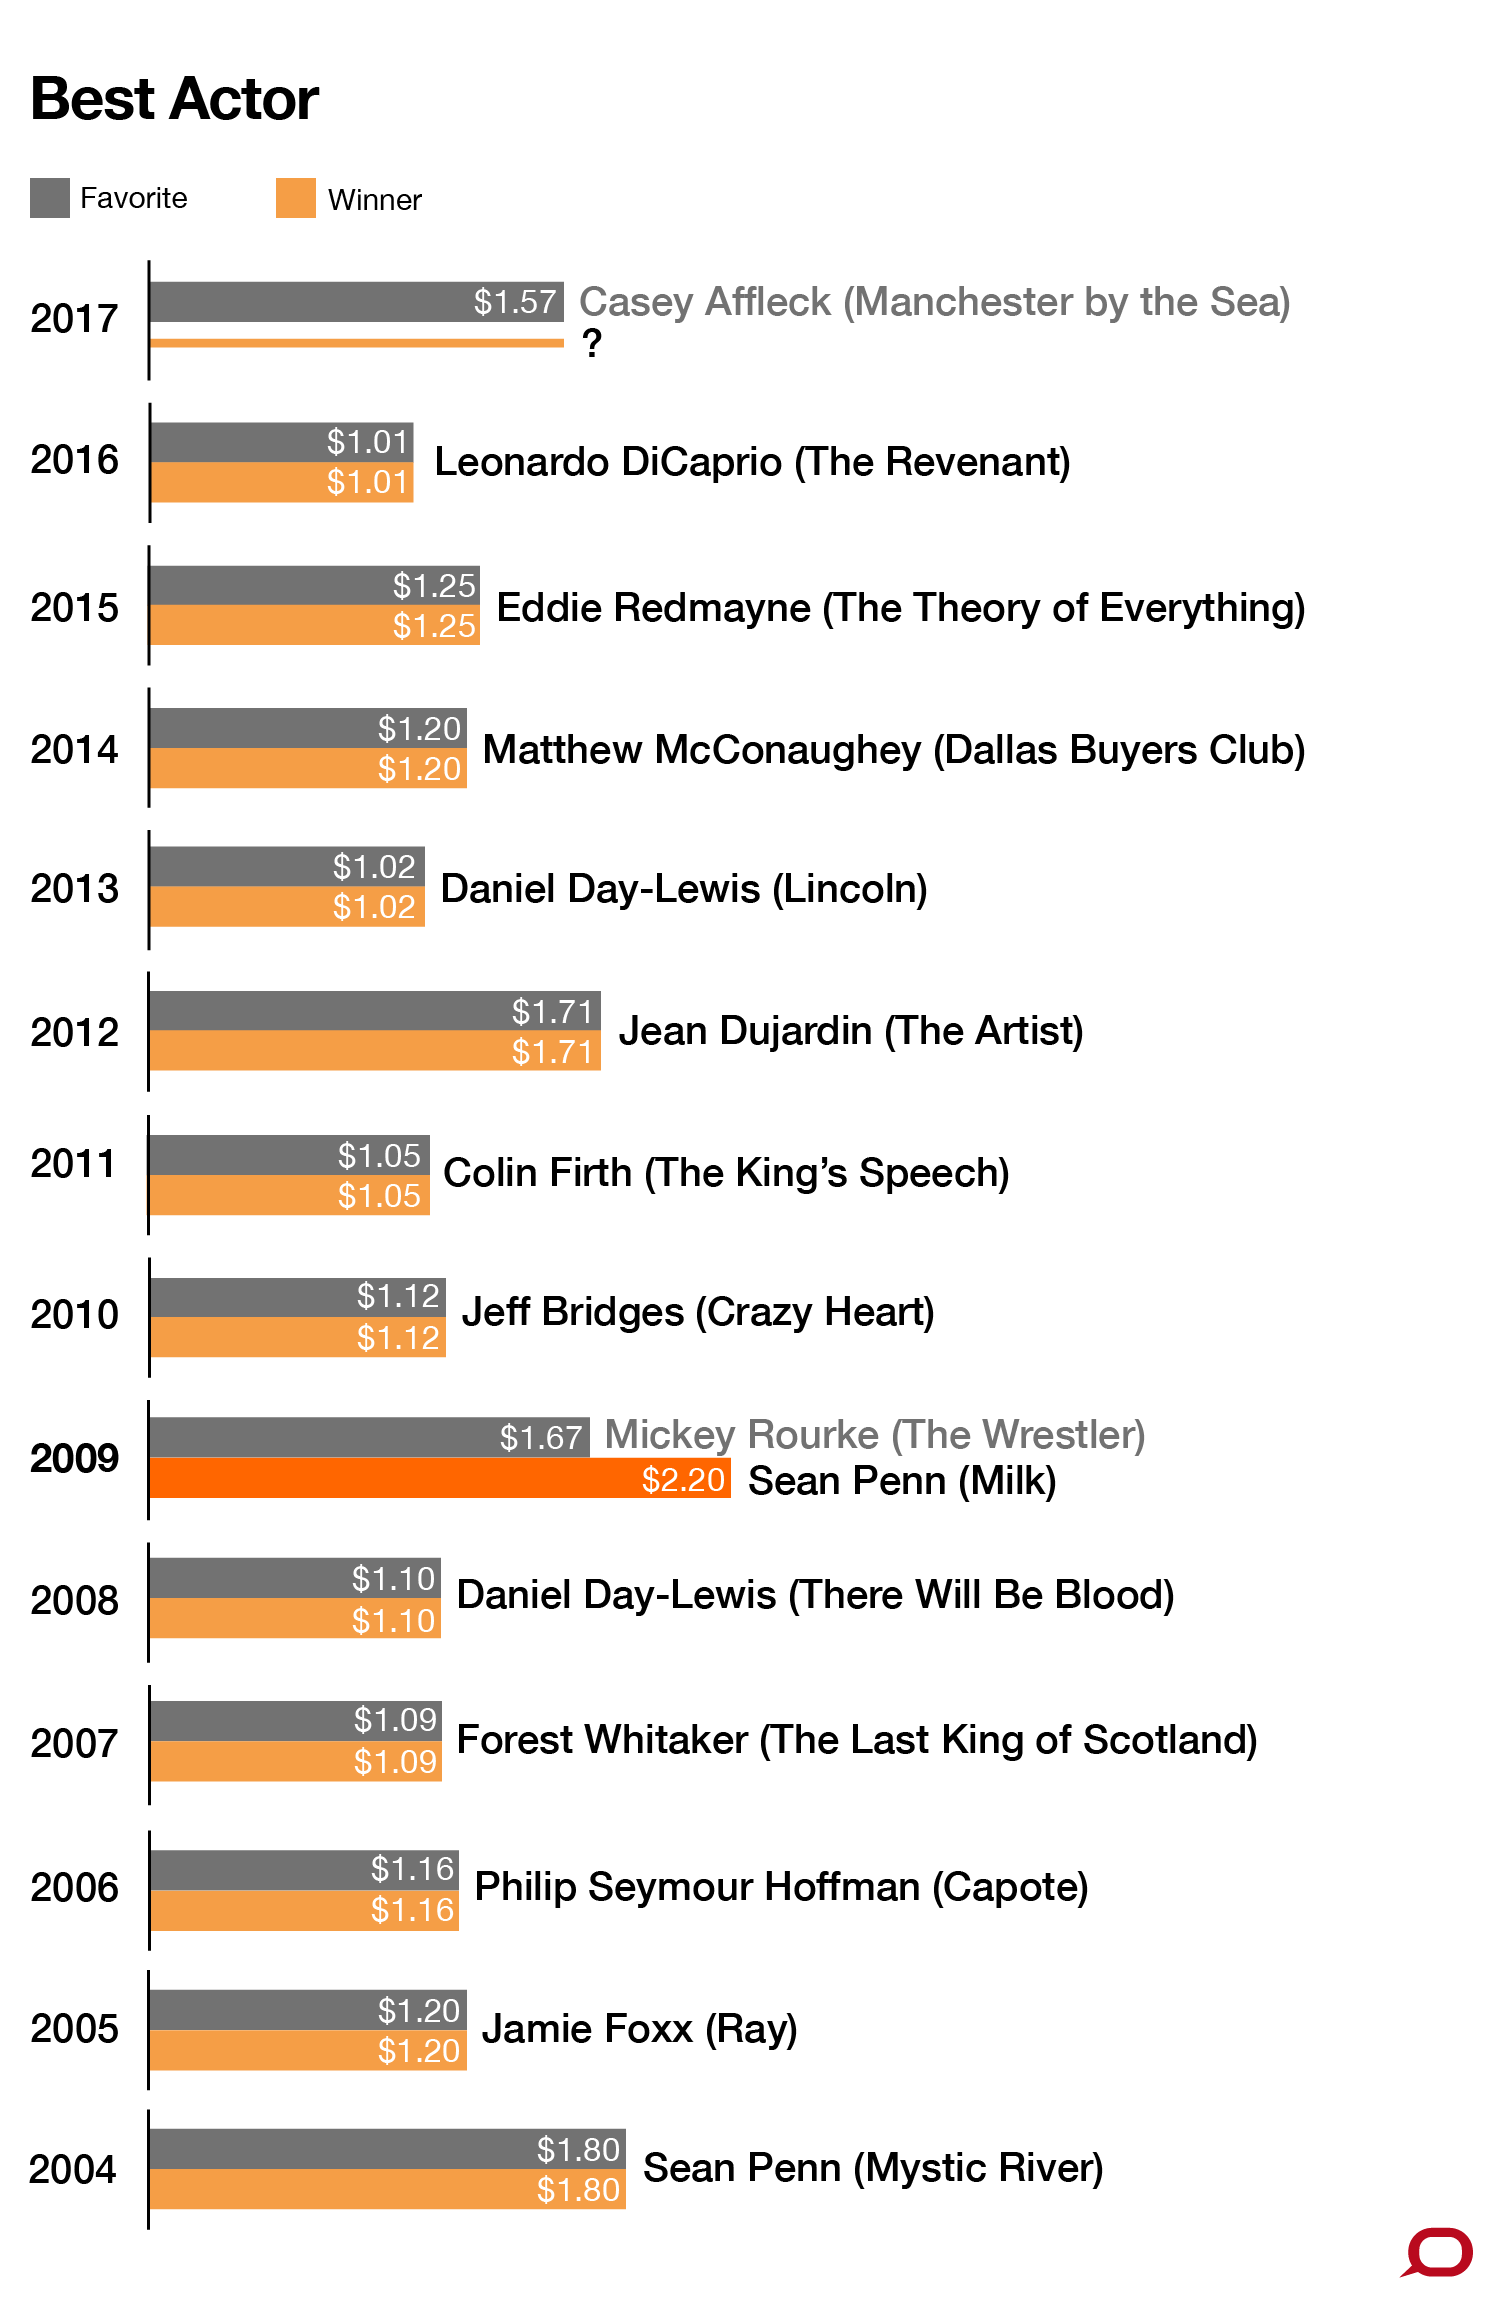 Best Actor
Favorite
Winner
2017
$1.57
Casey Affleck (Manchester by the Sea)
?
2016
$1.01
$1.01
Leonardo DiCaprio (The Revenant)
2015
$1.25
$1.25
Eddie Redmayne (The Theory of Everything)
2014
$1.20
$1.20
Matthew McConaughey (Dallas Buyers Club)
2013
$1.02
$1.02
Daniel Day-Lewis (Lincoln)
2012
$1.71
$1.71
Jean Dujardin (The Artist)
2011
$1.05
$1.05
Colin Firth (The King’s Speech)
2010
$1.12
$1.12
Jeff Bridges (Crazy Heart)
2009
$1.67
Mickey Rourke (The Wrestler)
$2.20
Sean Penn (Milk)
2008
$1.10
$1.10
Daniel Day-Lewis (There Will Be Blood)
2007
$1.09
$1.09
Forest Whitaker (The Last King of Scotland)
2006
$1.16
$1.16
Philip Seymour Hoffman (Capote)
2005
$1.20
$1.20
Jamie Foxx (Ray)
2004
$1.80
$1.80
Sean Penn (Mystic River)